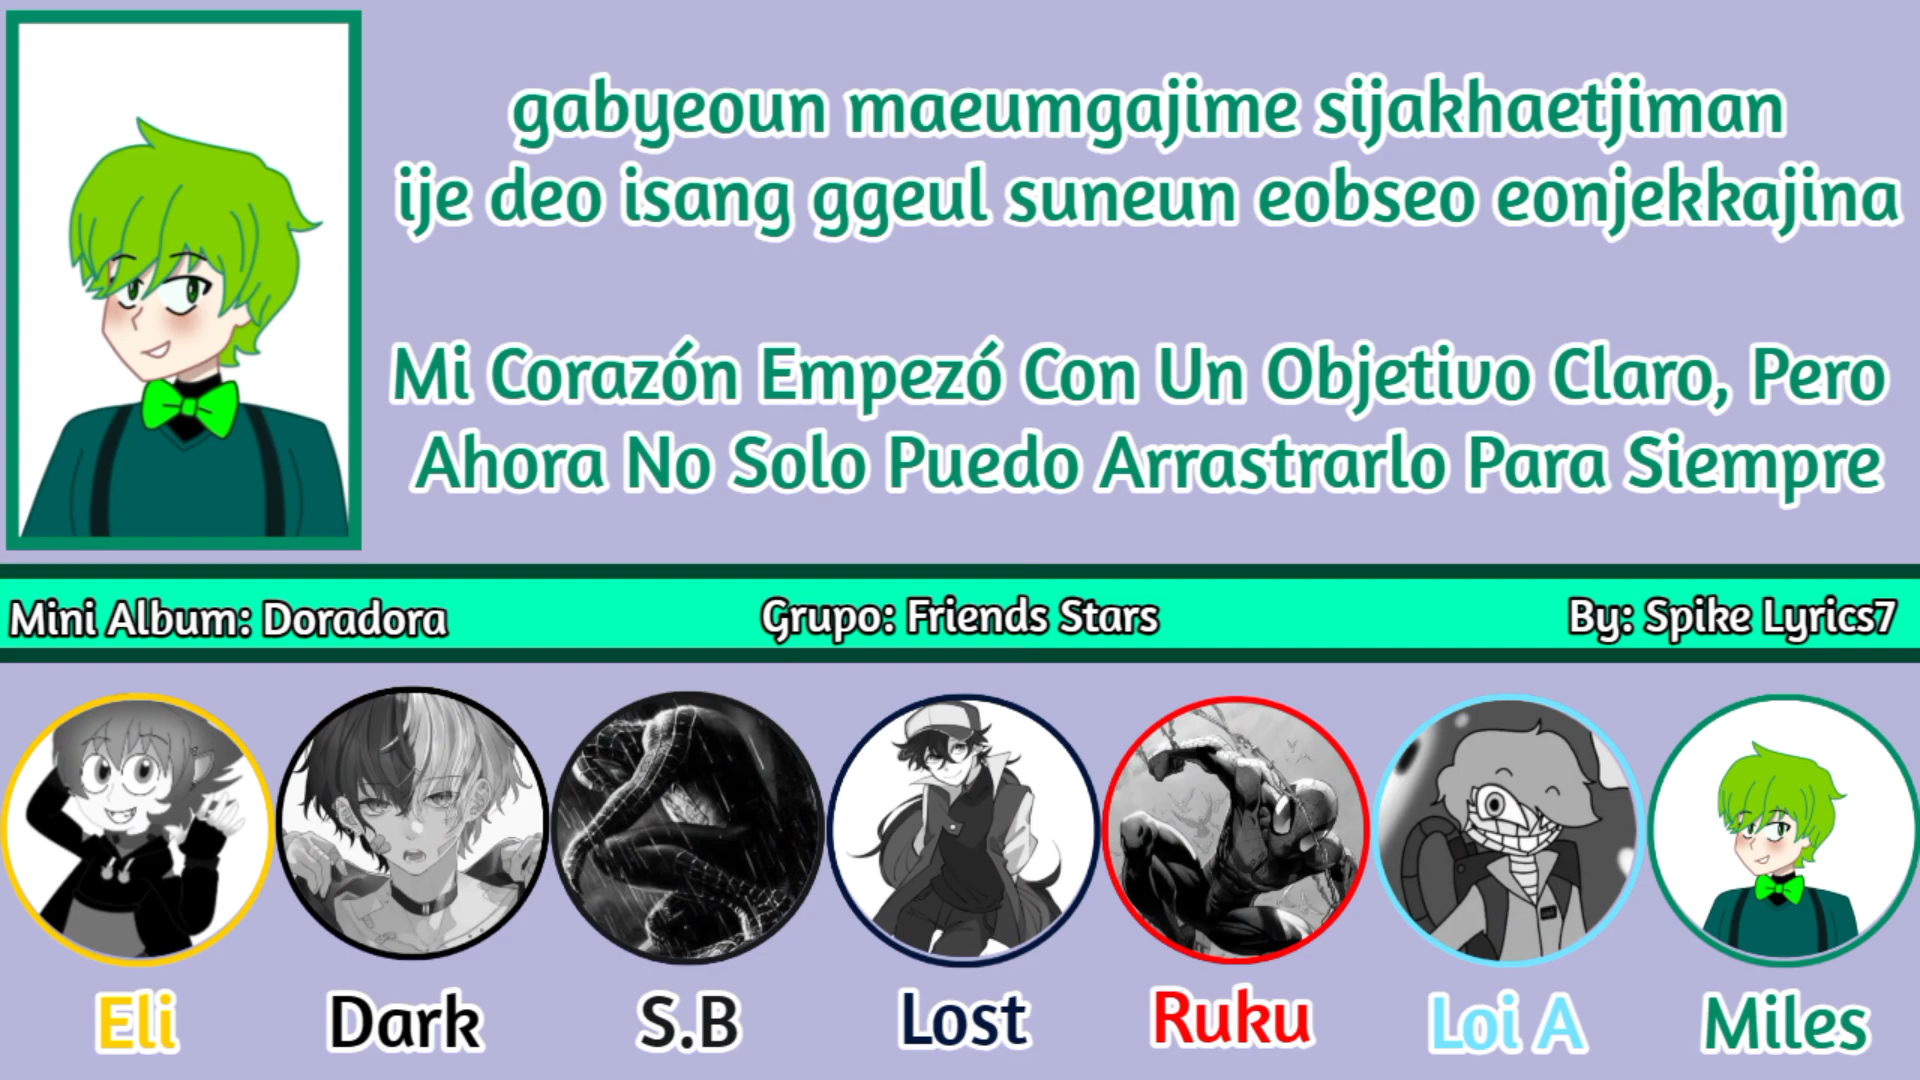 gabyeoun maeumgajime sijakhaetjiman
ije deo isang ggeul suneun eobseo eonjekkajina
Mi Corazón Empezó Con Un Objetivo Claro, Pero
Ahora No Solo Puedo Arrastrarlo Para Siempre
Mini Album: Doradora
Grupo: Friends Stars
By: Spike Lyrics7
Eli
Dark
S.B
Lost
Ruku
Loi A
Miles